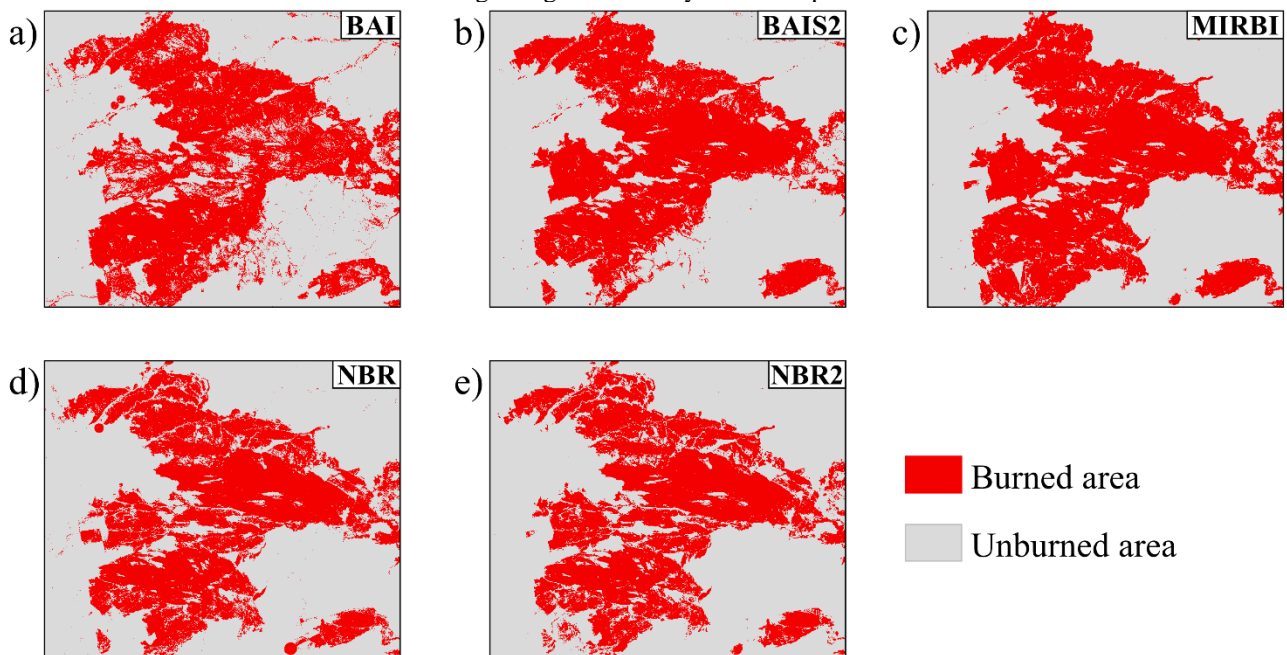 a) BAI
b) BAIS2
c) MIRBI
d) NBR
e) NBR2
Burned area
Unburned area